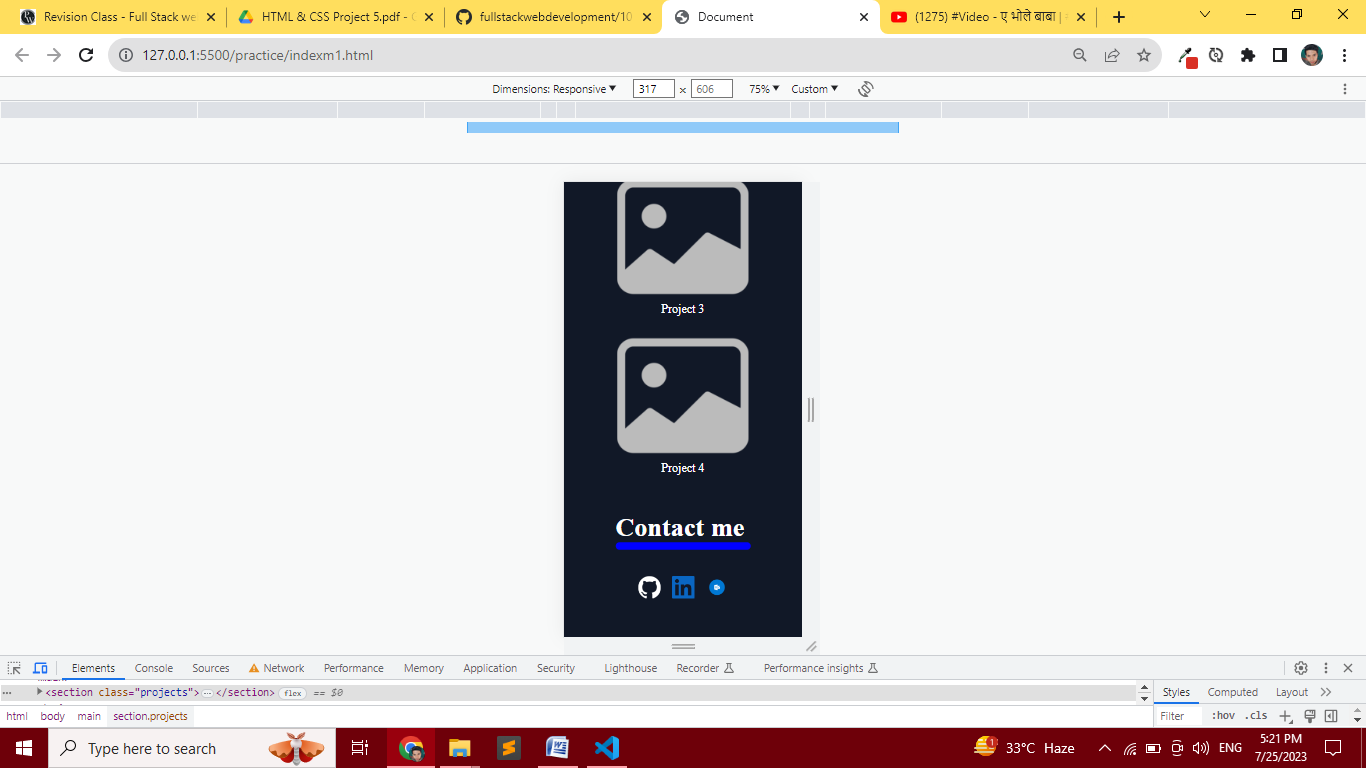 Revision Class - Full Stack we
HTML & CSS Project 5.pdf - G
fullstackwebdevelopment/10
Document
(1275) #Video - ए भोले बाबा |
127.0.0.1:5500/practice/indexm1.html
Dimensions: Responsive 317 × 606 75% Custom
Project 3
Project 4
Contact me
in
Elements Console Sources Network Performance Memory Application Security Lighthouse Recorder Performance insights
<section class="projects"> … </section> flex == $0
Styles Computed Layout
html body main section.projects
Filter :hov .cls
Type here to search
1 33°C Haze ENG
5:21 PM
7/25/2023